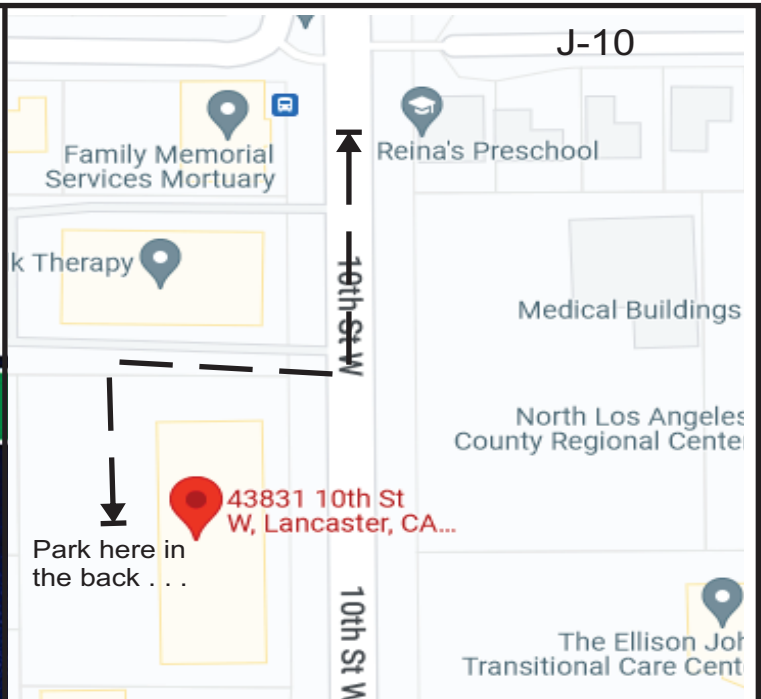 J-10
Family Memorial
Services Mortuary
Reina's Preschool
k Therapy
10th St W
Medical Buildings
North Los Angeles
County Regional Cente
43831 10th St
W, Lancaster, CA...
Park here in
the back . . .
10th St W
The Ellison Joh
Transitional Care Cent